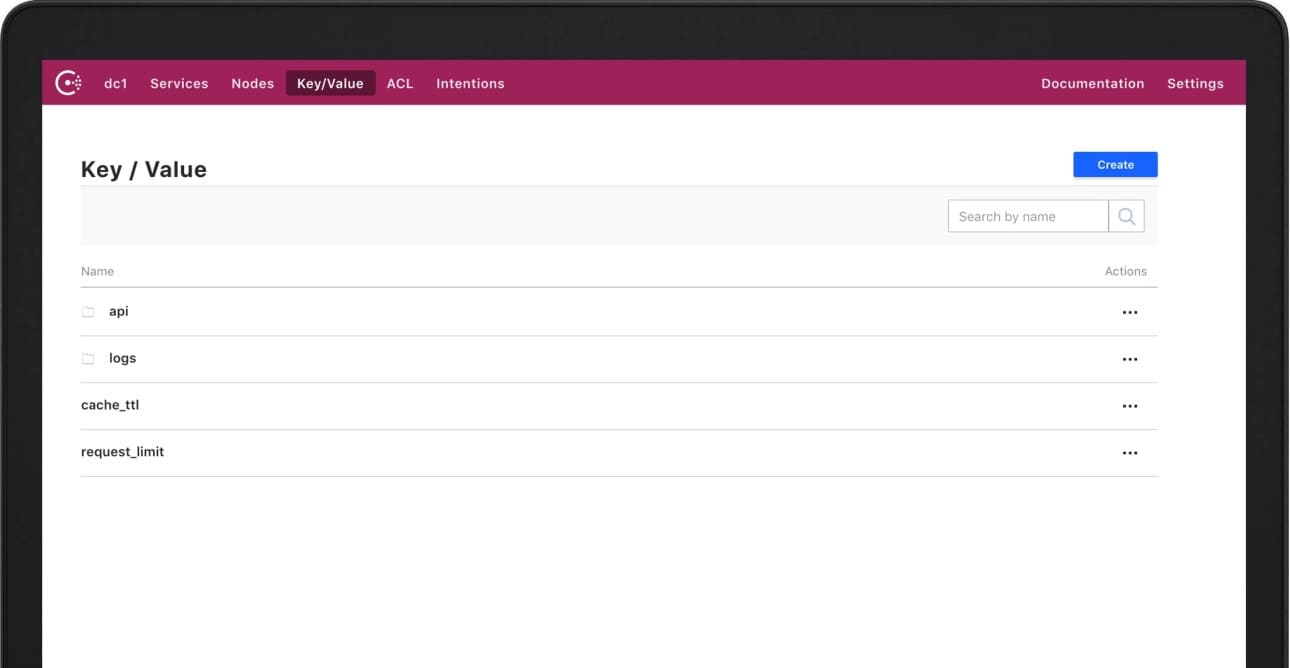 dc1 Services Nodes Key/Value ACL Intentions Documentation Settings
Key / Value
Create
Search by name
Name Actions
api
logs
cache_ttl
request_limit